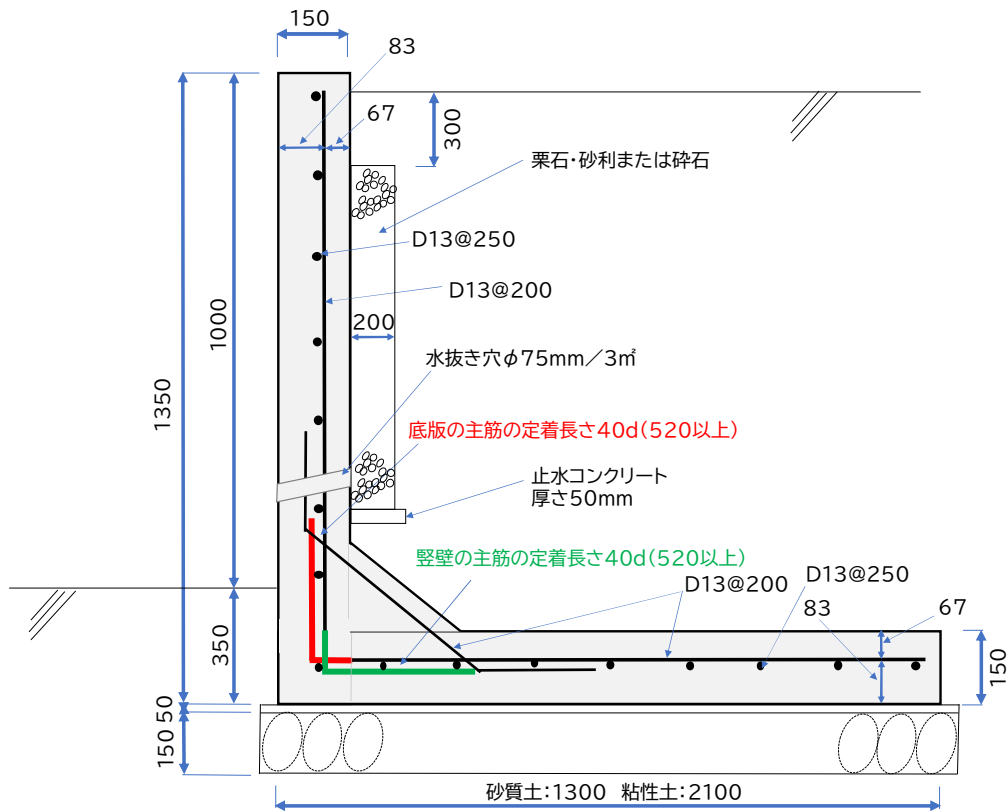 150
83
67
300
栗石・砂利または砕石
D13@250
D13@200
200
1000
1350
水抜き穴φ75mm／3㎡
底版の主筋の定着長さ40d(520以上)
止水コンクリート
厚さ50mm
竪壁の主筋の定着長さ40d(520以上)
D13@200
D13@250
83
67
350
150
50
150
砂質土:1300 粘性土:2100